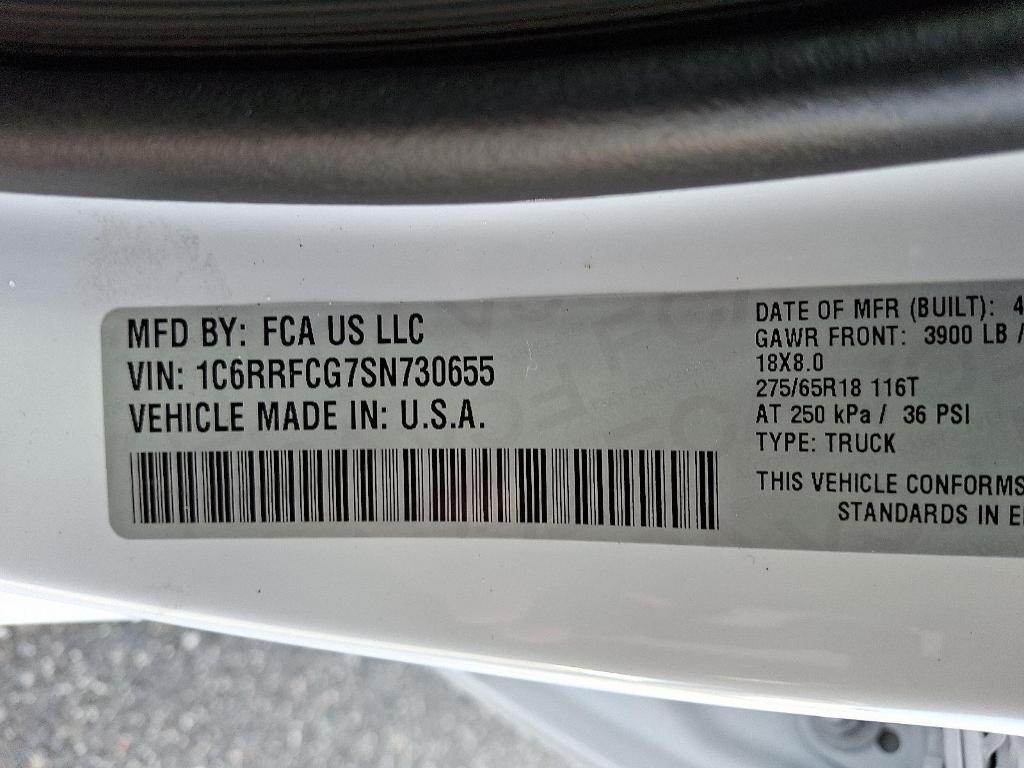 MFD BY: FCA US LLC
VIN: 1C6RRFCG7SN730655
VEHICLE MADE IN: U.S.A.
DATE OF MFR (BUILT): 4
GAWR FRONT: 3900 LB /
18X8.0
275/65R18 116T
AT 250 kPa / 36 PSI
TYPE: TRUCK
THIS VEHICLE CONFORMS
STANDARDS IN